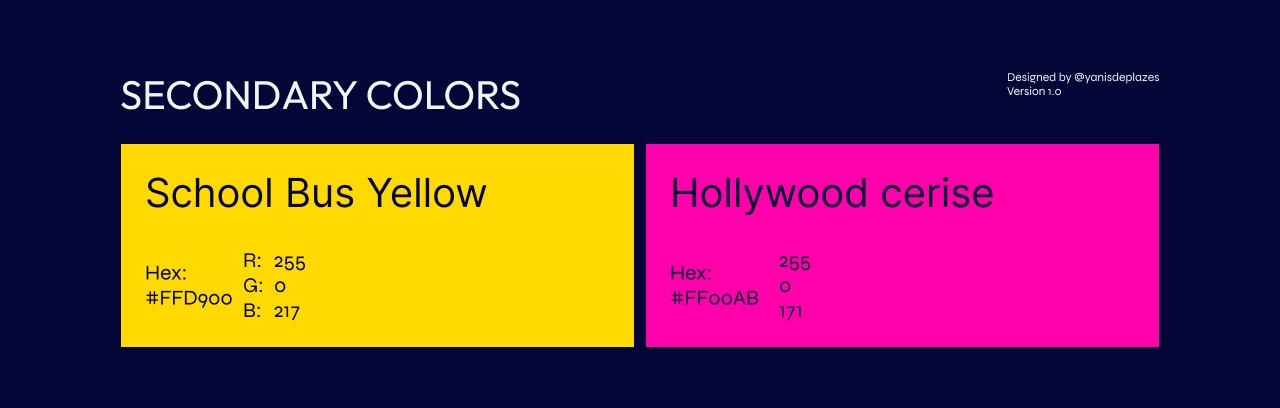 SECONDARY COLORS
Designed by @yanisdeplazes
Version 1.0
School Bus Yellow
Hex:
#FFD900
R: 255
G: 0
B: 217
Hollywood cerise
Hex:
#FF00AB
255
0
171